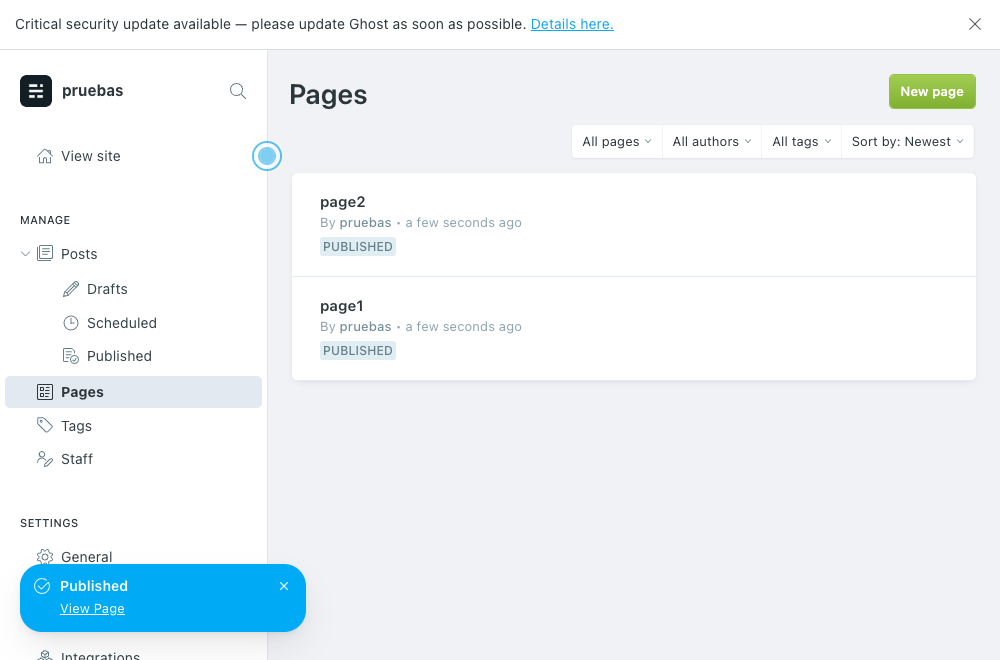 Critical security update available — please update Ghost as soon as possible. Details here.
pruebas
View site
MANAGE
Posts
Drafts
Scheduled
Published
Pages
Tags
Staff
SETTINGS
General
Published
View Page
Integrations
Pages
New page
All pages
All authors
All tags
Sort by: Newest
page2
By pruebas • a few seconds ago
PUBLISHED
page1
By pruebas • a few seconds ago
PUBLISHED